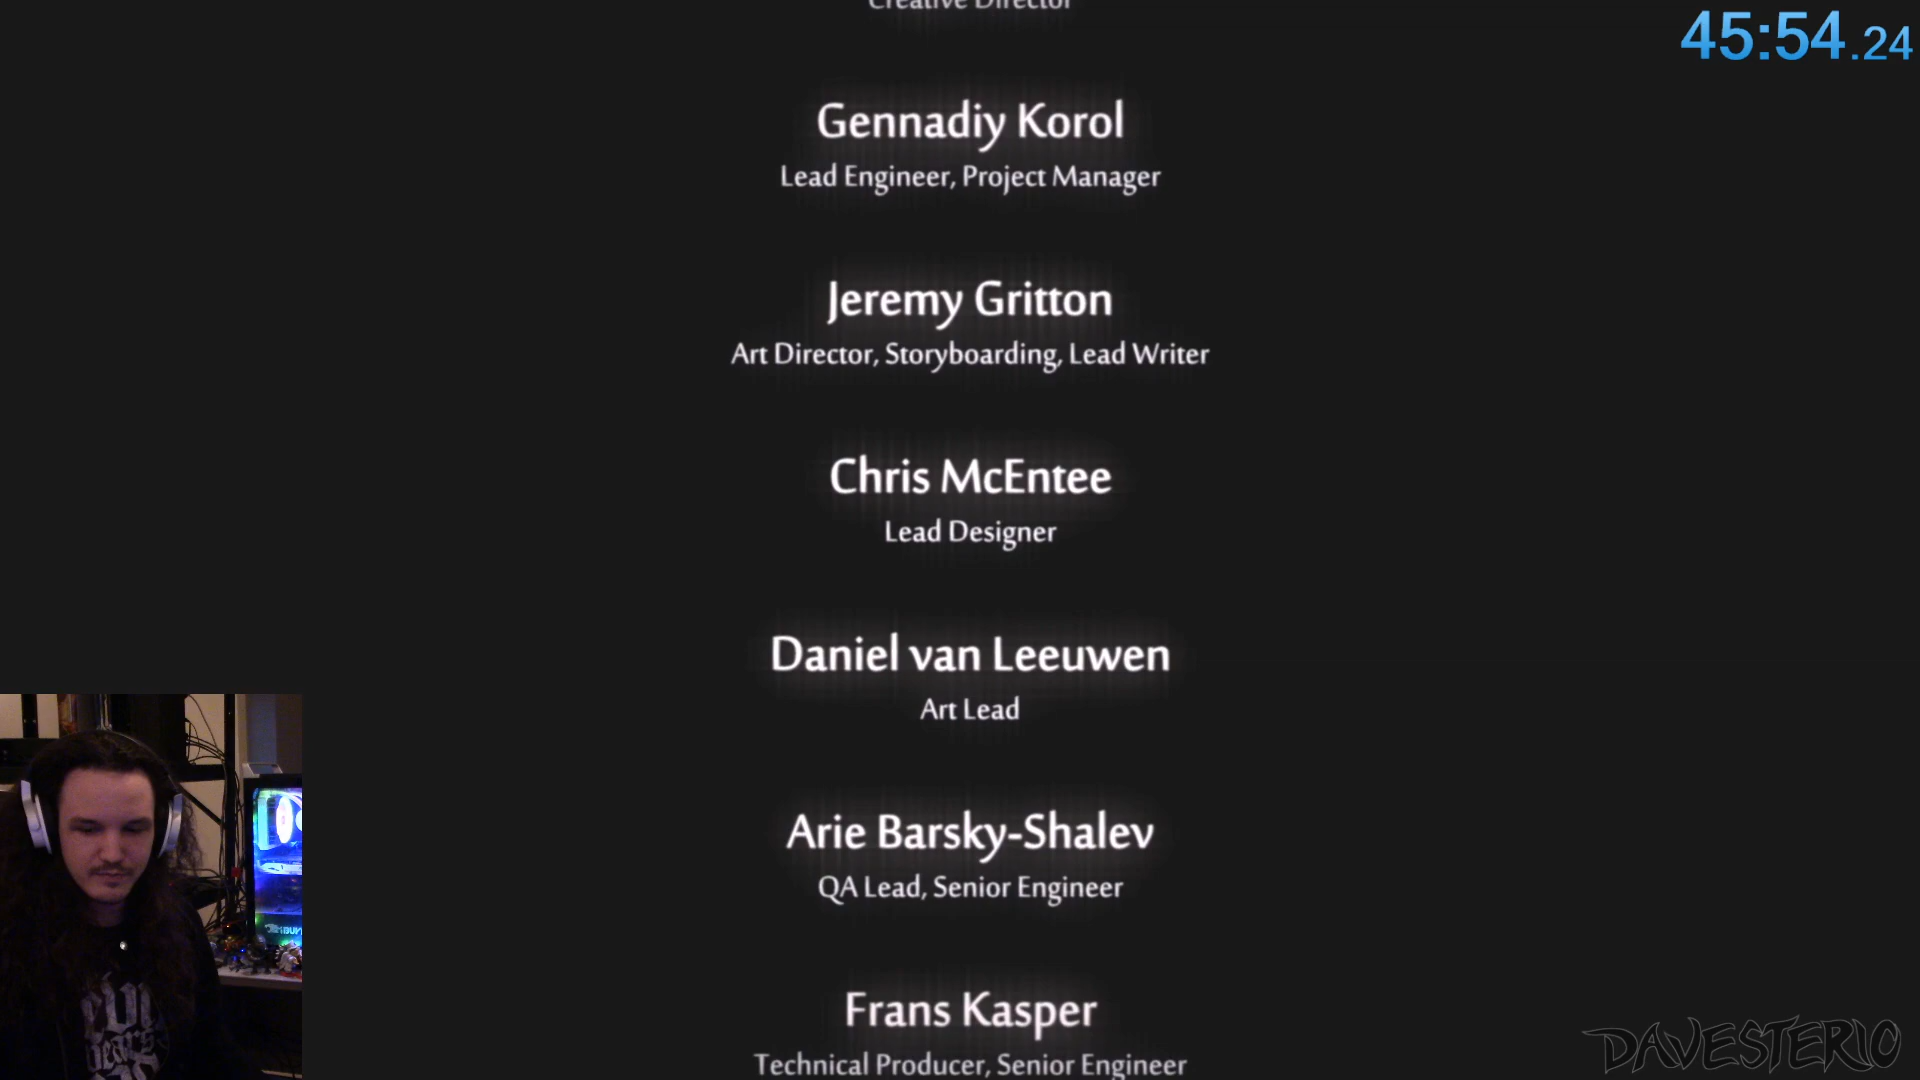 Creative Director
45:54.24
Gennadiy Korol
Lead Engineer, Project Manager
Jeremy Gritton
Art Director, Storyboarding, Lead Writer
Chris McEntee
Lead Designer
Daniel van Leeuwen
Art Lead
Arie Barsky-Shalev
QA Lead, Senior Engineer
Frans Kasper
Technical Producer, Senior Engineer
DAVESTERIO